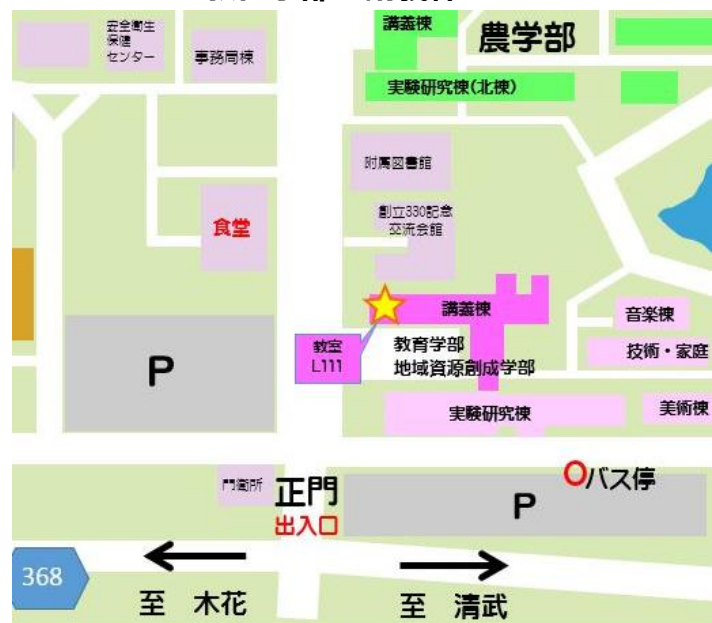 安全衛生
保健
センター
事務局棟
講義棟
農学部
実験研究棟(北棟)
附属図書館
創立330記念
交流会館
食堂
講義棟
音楽棟
教室
L111
教育学部
地域資源創成学部
技術・家庭
P
実験研究棟
美術棟
門衛所
正門
出入口
バス停
P
368
至 木花
至 清武